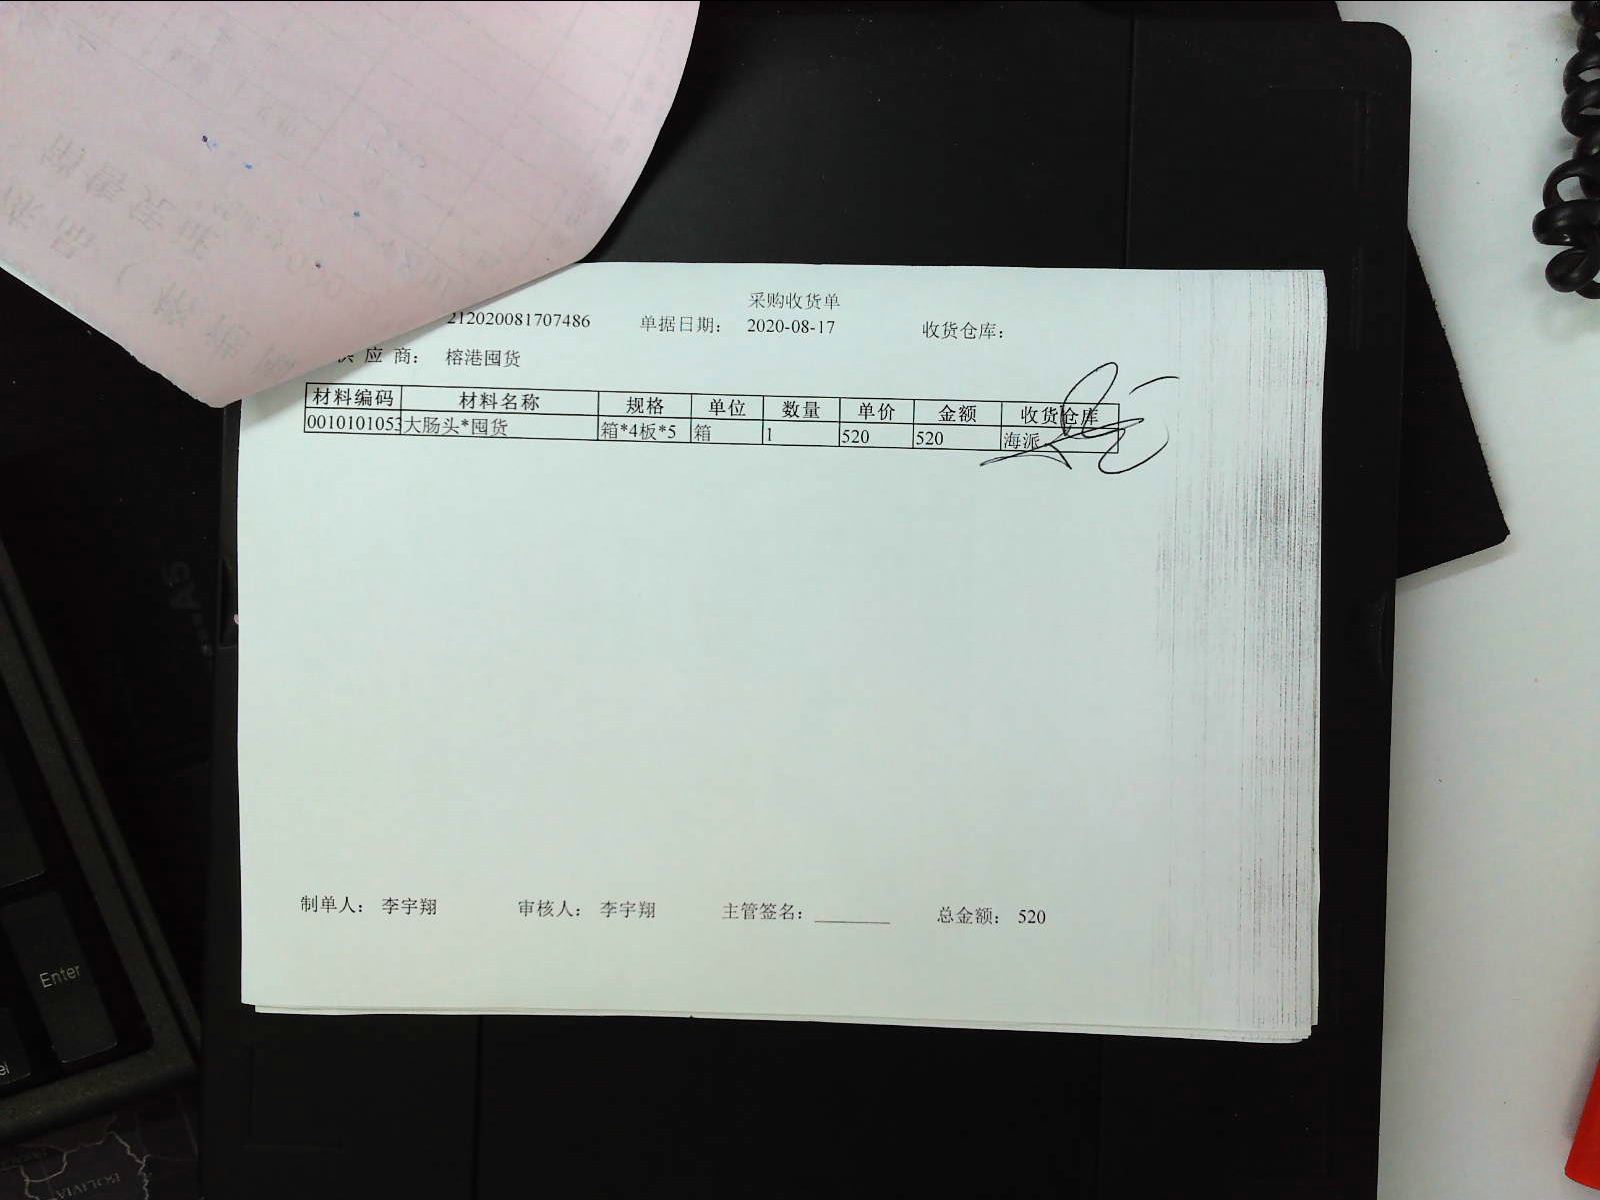 采购收货单
212020081707486 单据日期: 2020-08-17 收货仓库:
应 商: 榕港囤货
材料编码 材料名称 规格 单位 数量 单价 金额 收货仓库
0010101053 大肠头*囤货 箱*4板*5 箱 1 520 520 海派
制单人: 李宇翔 审核人: 李宇翔 主管签名: ________ 总金额: 520
Enter
BOLIVIA